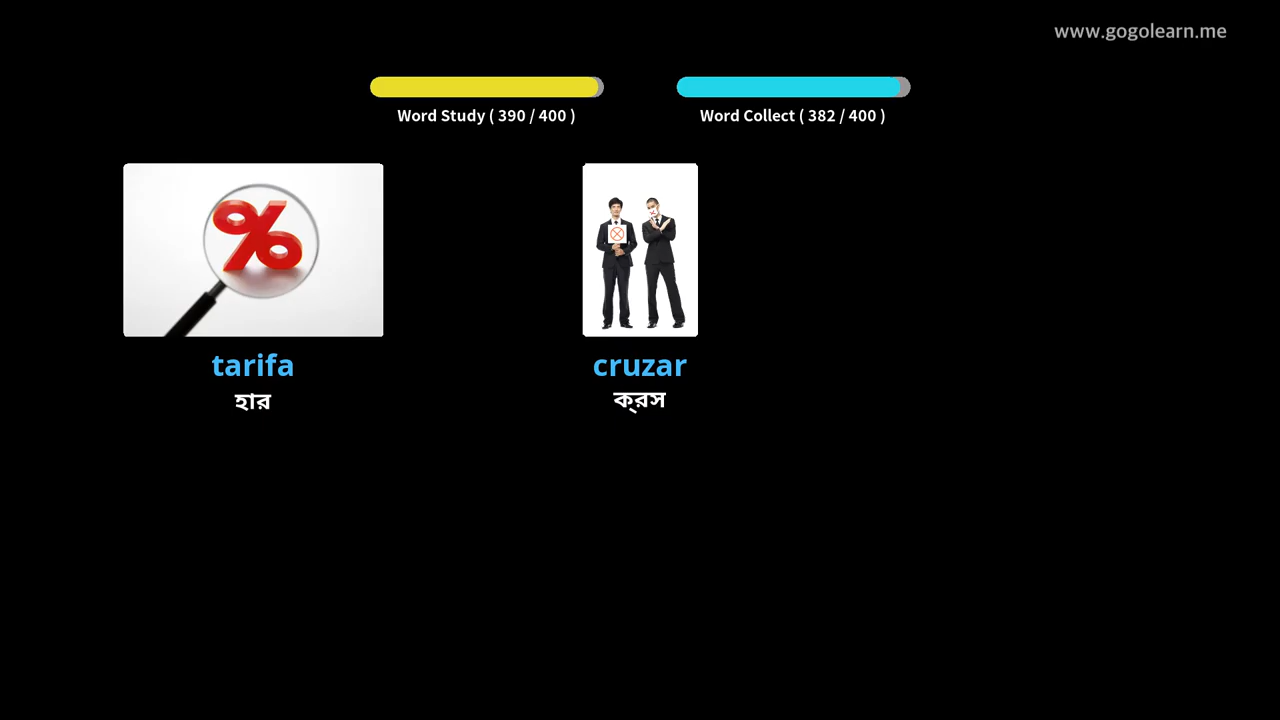 www.gogolearn.me
Word Study ( 390 / 400 )
Word Collect ( 382 / 400 )
%
tarifa
হার
cruzar
ক্‌রস